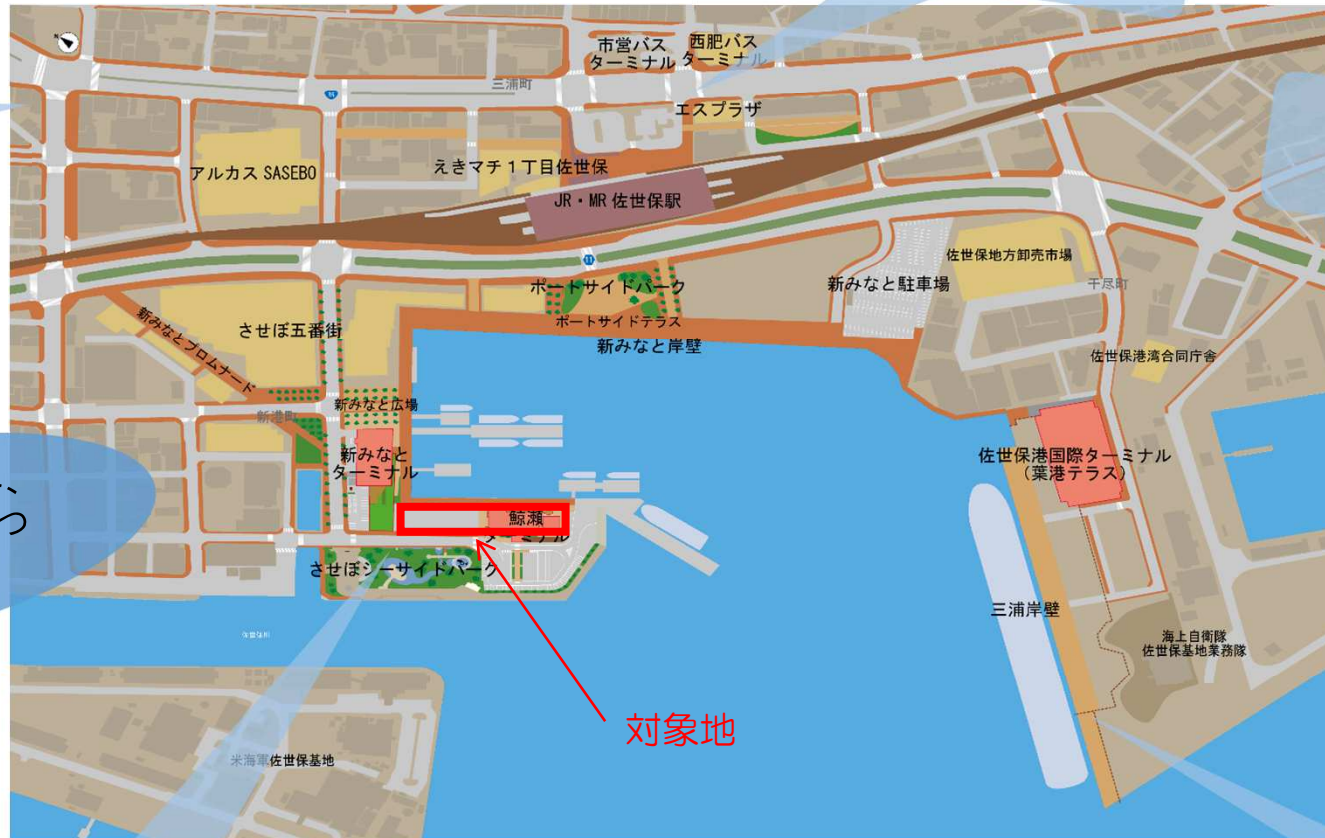 市営バス
ターミナル
西肥バス
ターミナル
三浦町
エスプラザ
アルカス SASEBO
えきマチ１丁目佐世保
JR・MR 佐世保駅
11
ポートサイドパーク
ポートサイドテラス
新みなと岸壁
新みなと駐車場
佐世保地方卸売市場
干尽町
佐世保港湾合同庁舎
新みなとプロムナード
させぼ五番街
新みなと広場
新港町
新みなと
ターミナル
佐世保港国際ターミナル
（葉港テラス）
鯨瀬
ターミナル
させぼシーサイドパーク
三浦岸壁
海上自衛隊
佐世保基地業務隊
対象地
米海軍佐世保基地